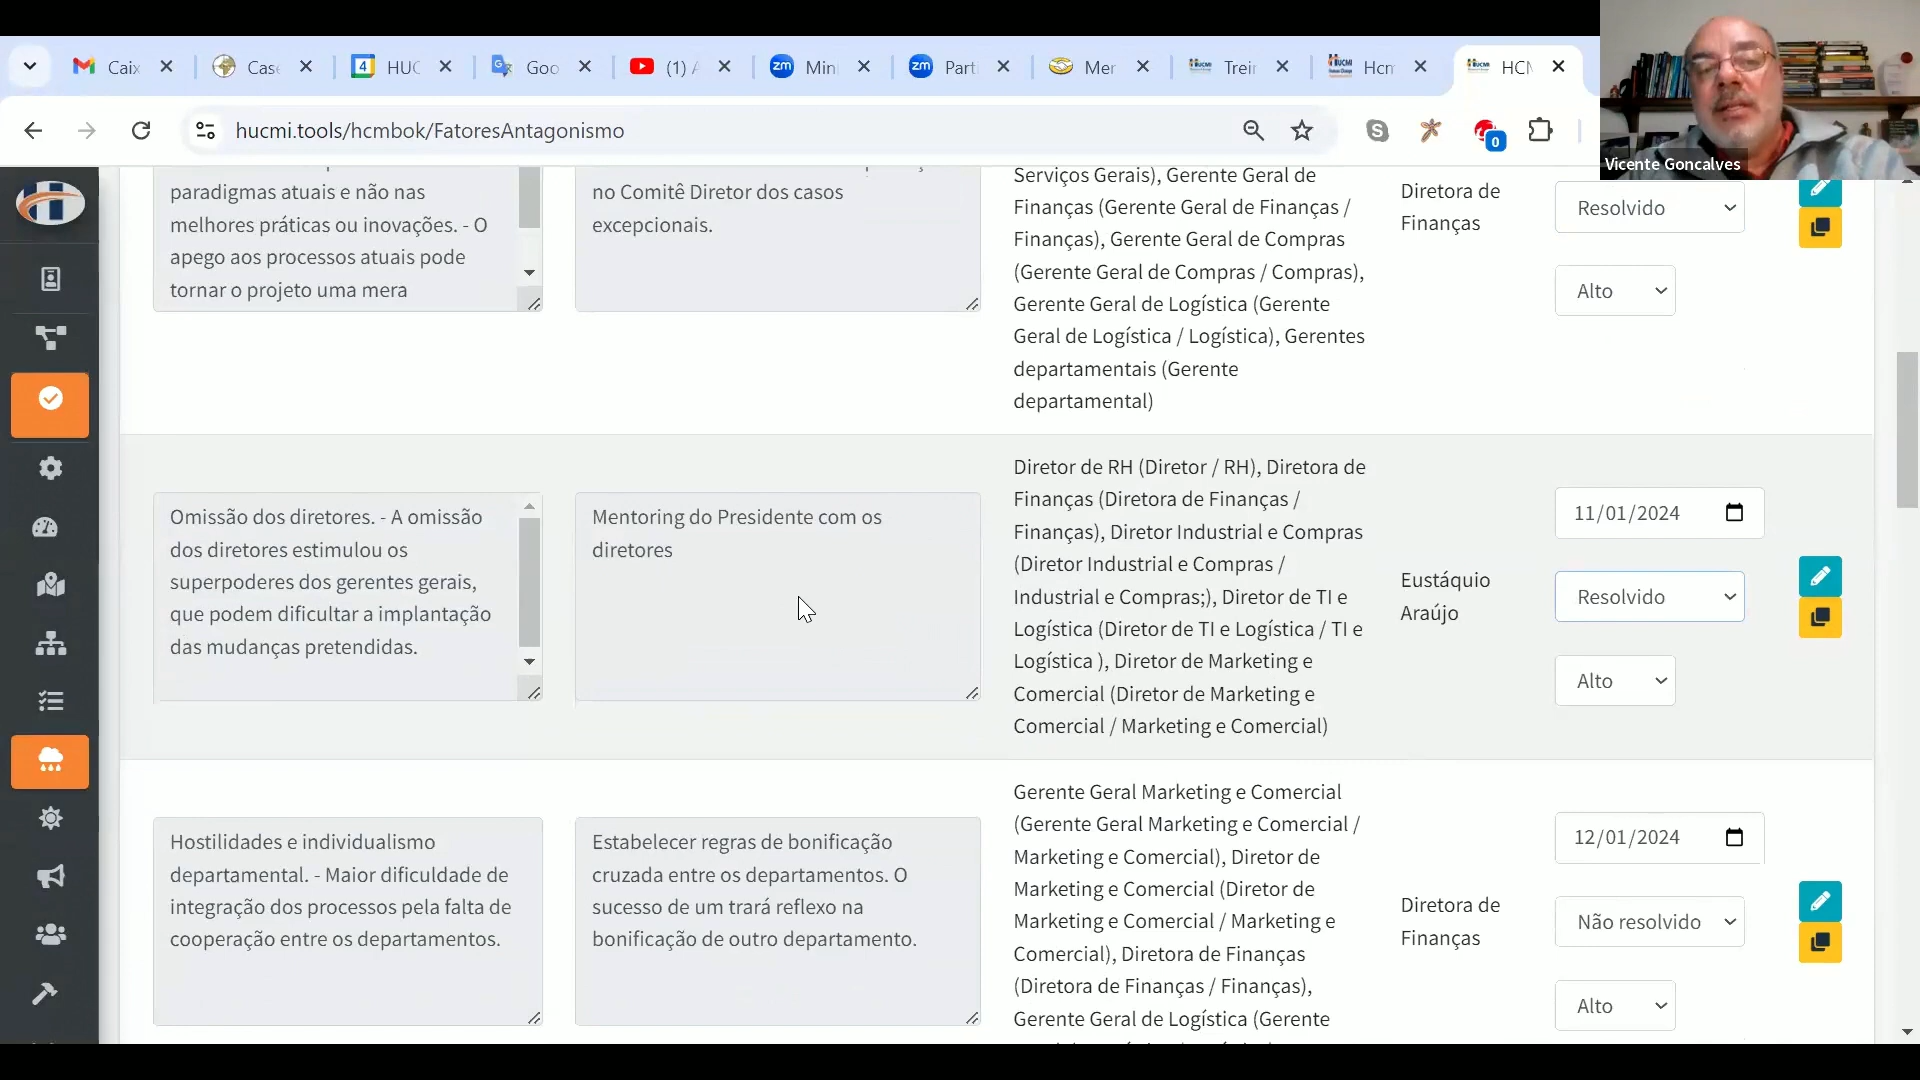 Caix
Cas
HUC
Goo
(1) A
Min
Part
Mer
Trei
Hcm
HCM
hucmi.tools/hcmbok/FatoresAntagonismo
0
Vicente Goncalves
paradigmas atuais e não nas
melhores práticas ou inovações. - O
apego aos processos atuais pode
tornar o projeto uma mera
no Comitê Diretor dos casos
excepcionais.
Serviços Gerais), Gerente Geral de
Finanças (Gerente Geral de Finanças /
Finanças), Gerente Geral de Compras
(Gerente Geral de Compras / Compras),
Gerente Geral de Logística (Gerente
Geral de Logística / Logística), Gerentes
departamentais (Gerente
departamental)
Diretora de
Finanças
Resolvido
Alto
Omissão dos diretores. - A omissão
dos diretores estimulou os
superpoderes dos gerentes gerais,
que podem dificultar a implantação
das mudanças pretendidas.
Mentoring do Presidente com os
diretores
Diretor de RH (Diretor / RH), Diretora de
Finanças (Diretora de Finanças /
Finanças), Diretor Industrial e Compras
(Diretor Industrial e Compras /
Industrial e Compras;), Diretor de TI e
Logística (Diretor de TI e Logística / TI e
Logística ), Diretor de Marketing e
Comercial (Diretor de Marketing e
Comercial / Marketing e Comercial)
Eustáquio
Araújo
11/01/2024
Resolvido
Alto
Hostilidades e individualismo
departamental. - Maior dificuldade de
integração dos processos pela falta de
cooperação entre os departamentos.
Estabelecer regras de bonificação
cruzada entre os departamentos. O
sucesso de um trará reflexo na
bonificação de outro departamento.
Gerente Geral Marketing e Comercial
(Gerente Geral Marketing e Comercial /
Marketing e Comercial), Diretor de
Marketing e Comercial (Diretor de
Marketing e Comercial / Marketing e
Comercial), Diretora de Finanças
(Diretora de Finanças / Finanças),
Gerente Geral de Logística (Gerente
Diretora de
Finanças
12/01/2024
Não resolvido
Alto